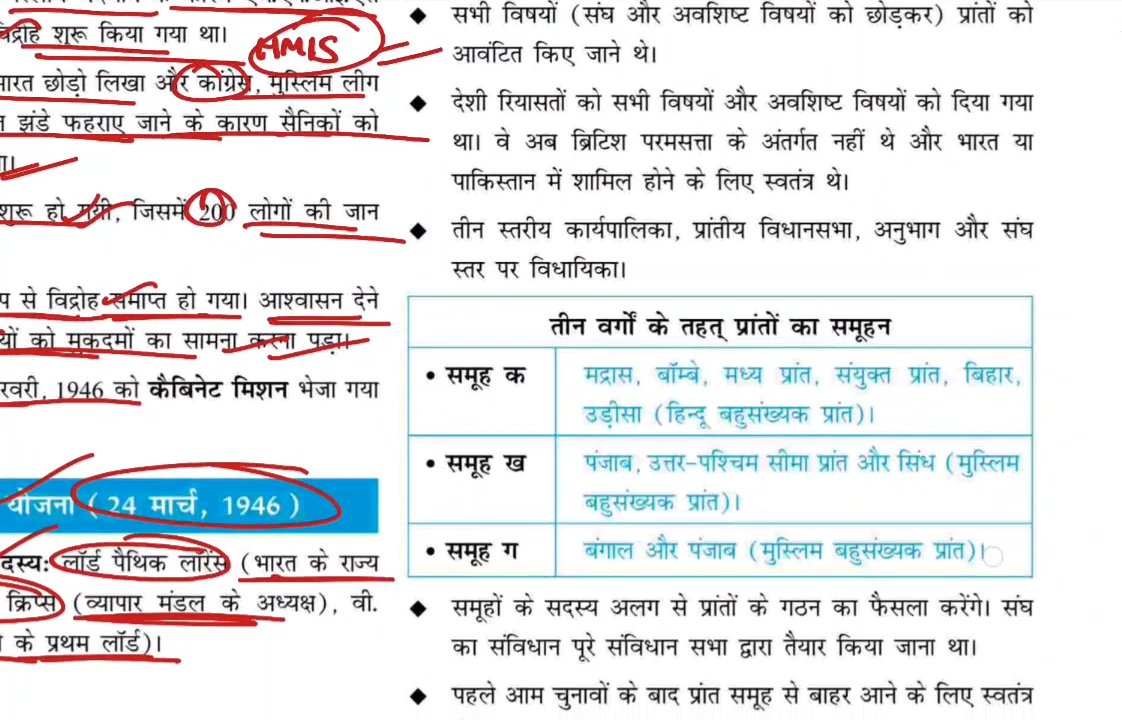 विद्रोह शुरू किया गया था।
HMIS
भारत छोड़ो लिखा और कांग्रेस, मुस्लिम लीग
झंडे फहराए जाने के कारण सैनिकों को
शुरू हो गयी, जिसमें 200 लोगों की जान
से विद्रोह समाप्त हो गया। आश्वासन देने
को मुकदमों का सामना करना पड़ा।
1946 को कैबिनेट मिशन भेजा गया
योजना (24 मार्च, 1946)
लॉर्ड पैथिक लॉरेंस (भारत के राज्य
क्रिप्स (व्यापार मंडल के अध्यक्ष), वी.
के प्रथम लॉर्ड)।
◆ सभी विषयों (संघ और अवशिष्ट विषयों को छोड़कर) प्रांतों को
आवंटित किए जाने थे।
◆ देशी रियासतों को सभी विषयों और अवशिष्ट विषयों को दिया गया
था। वे अब ब्रिटिश परमसत्ता के अंतर्गत नहीं थे और भारत या
पाकिस्तान में शामिल होने के लिए स्वतंत्र थे।
◆ तीन स्तरीय कार्यपालिका, प्रांतीय विधानसभा, अनुभाग और संघ
स्तर पर विधायिका।
तीन वर्गों के तहत् प्रांतों का समूहन
• समूह क मद्रास, बॉम्बे, मध्य प्रांत, संयुक्त प्रांत, बिहार,
उड़ीसा (हिन्दू बहुसंख्यक प्रांत)।
• समूह ख पंजाब, उत्तर-पश्चिम सीमा प्रांत और सिंध (मुस्लिम
बहुसंख्यक प्रांत)।
• समूह ग बंगाल और पंजाब (मुस्लिम बहुसंख्यक प्रांत)।
◆ समूहों के सदस्य अलग से प्रांतों के गठन का फैसला करेंगे। संघ
का संविधान पूरे संविधान सभा द्वारा तैयार किया जाना था।
◆ पहले आम चुनावों के बाद प्रांत समूह से बाहर आने के लिए स्वतंत्र